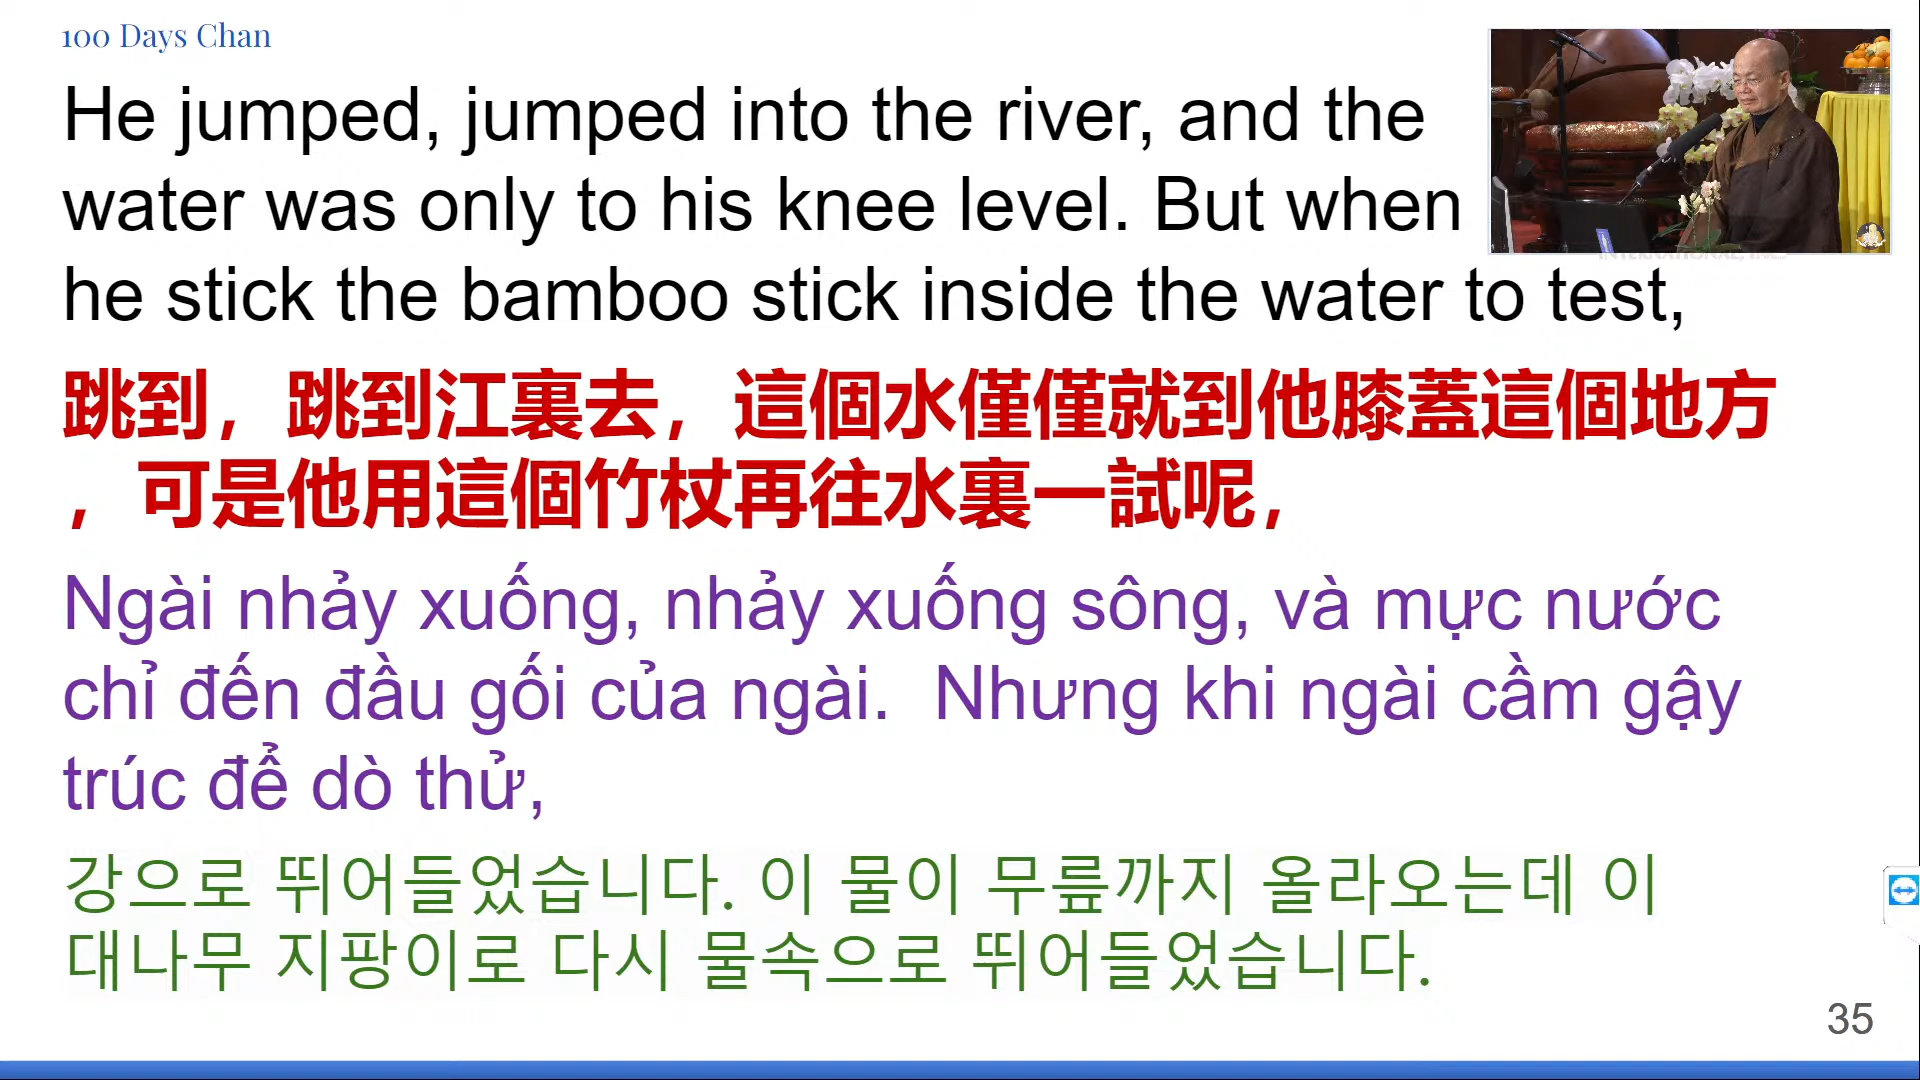 100 Days Chan
He jumped, jumped into the river, and the
water was only to his knee level. But when
he stick the bamboo stick inside the water to test,
跳到，跳到江裏去，這個水僅僅就到他膝蓋這個地方
，可是他用這個竹杖再往水裏一試呢，
Ngài nhảy xuống, nhảy xuống sông, và mực nước
chỉ đến đầu gối của ngài.  Nhưng khi ngài cầm gậy
trúc để dò thử,
강으로 뛰어들었습니다. 이 물이 무릎까지 올라오는데 이
대나무 지팡이로 다시 물속으로 뛰어들었습니다.
35